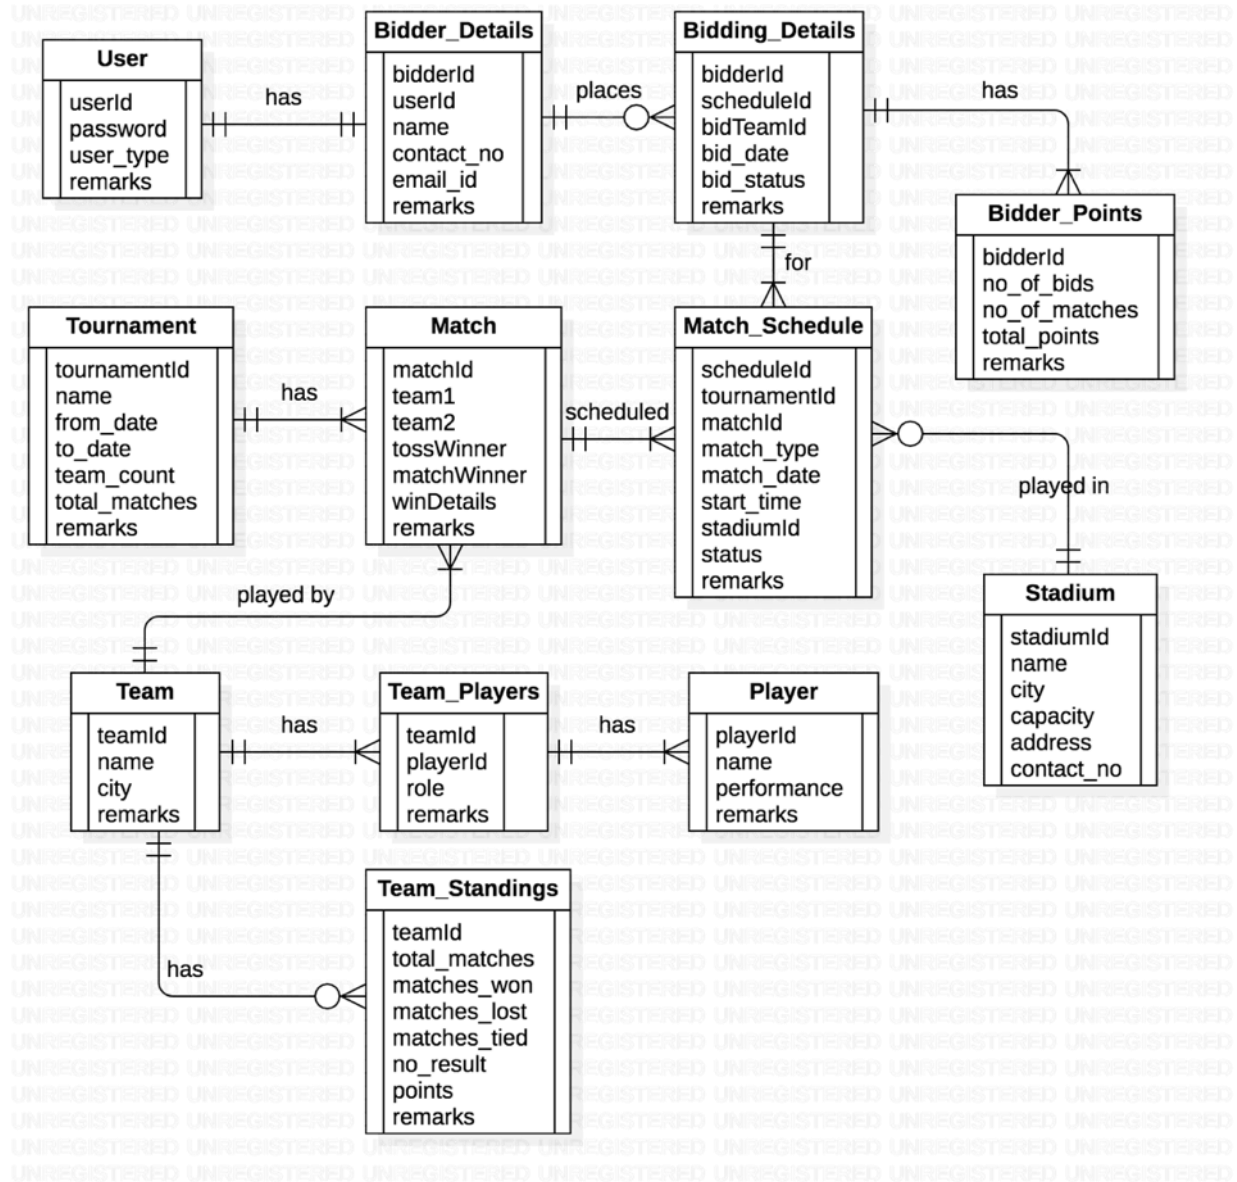 User
userId
password
user_type
remarks
has
Bidder_Details
bidderId
userId
name
contact_no
email_id
remarks
places
Bidding_Details
bidderId
scheduleId
bidTeamId
bid_date
bid_status
remarks
has
Bidder_Points
bidderId
no_of_bids
no_of_matches
total_points
remarks
for
Tournament
tournamentId
name
from_date
to_date
team_count
total_matches
remarks
has
Match
matchId
team1
team2
tossWinner
matchWinner
winDetails
remarks
scheduled
Match_Schedule
scheduleId
tournamentId
matchId
match_type
match_date
start_time
stadiumId
status
remarks
played in
Stadium
stadiumId
name
city
capacity
address
contact_no
played by
Team
teamId
name
city
remarks
has
Team_Players
teamId
playerId
role
remarks
has
Player
playerId
name
performance
remarks
has
Team_Standings
teamId
total_matches
matches_won
matches_lost
matches_tied
no_result
points
remarks
UNREGISTERED